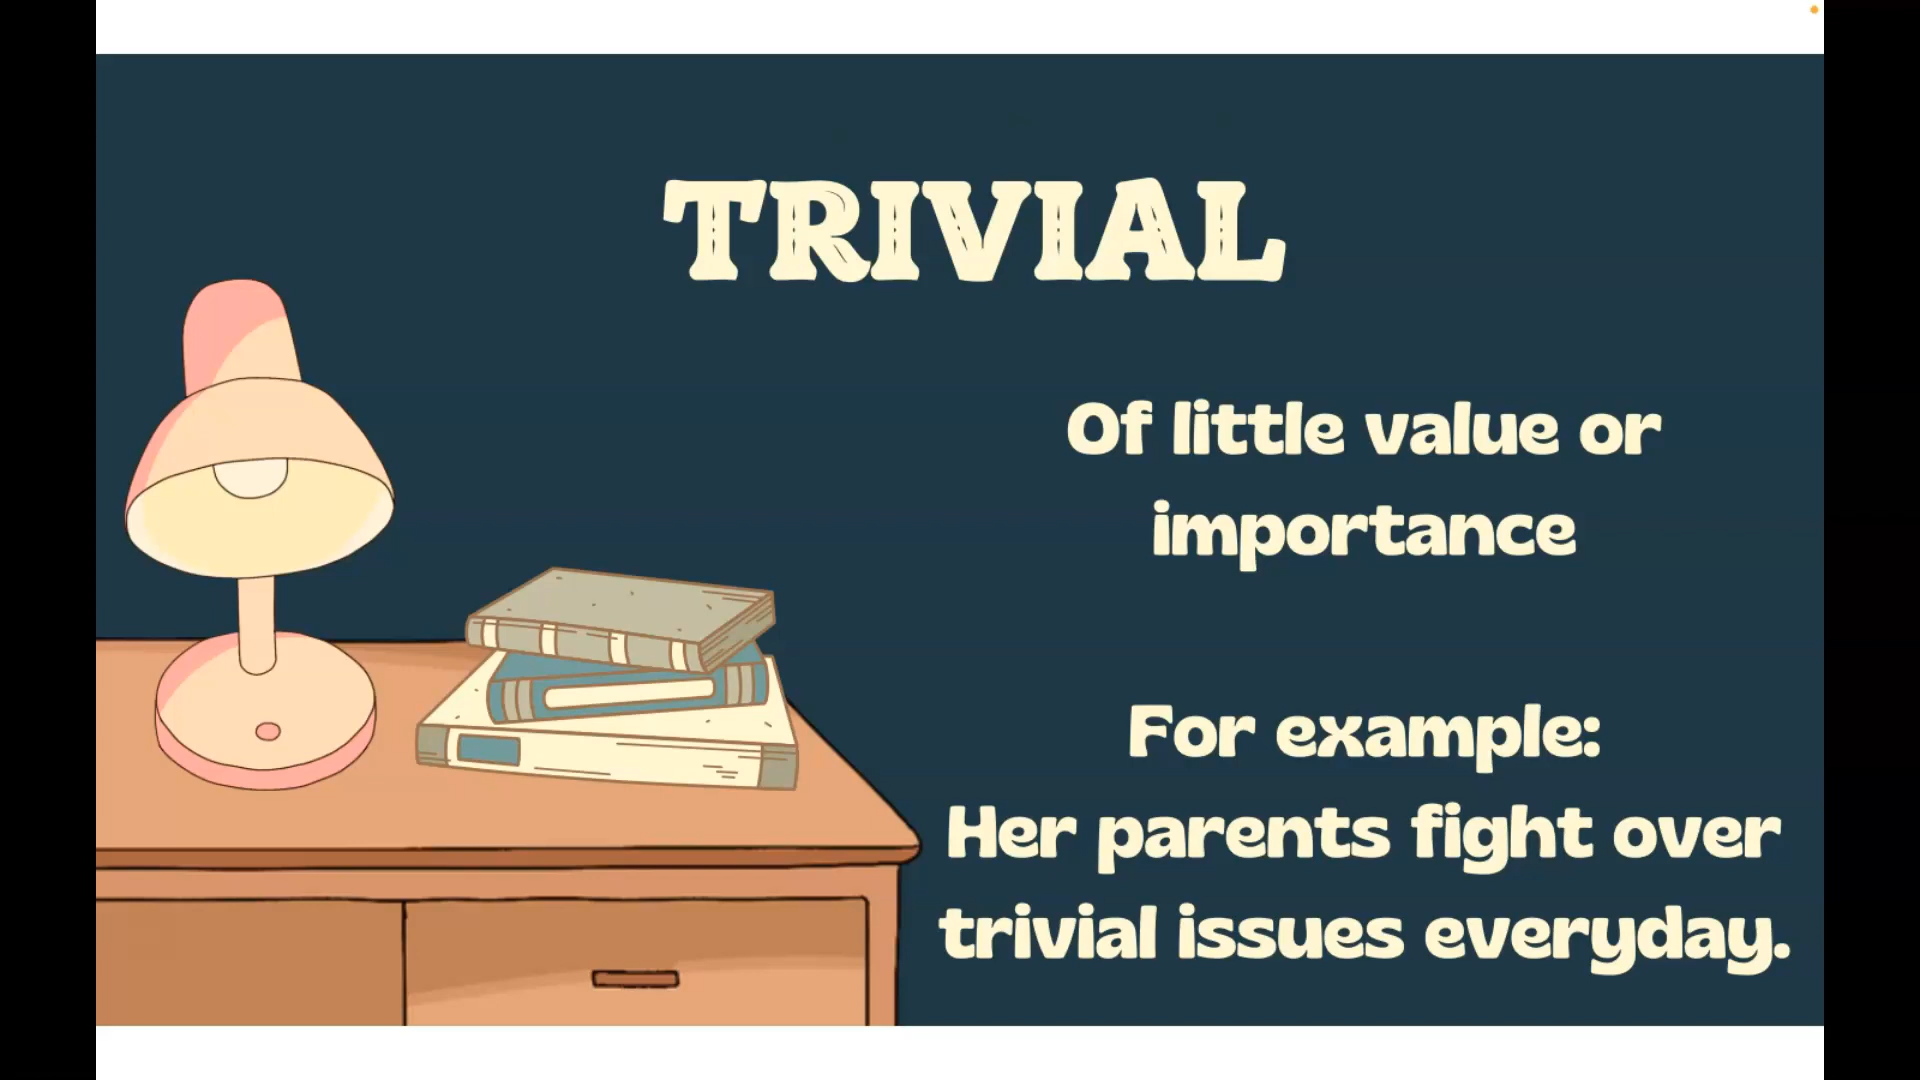 TRIVIAL
Of little value or
importance
For example:
Her parents fight over
trivial issues everyday.